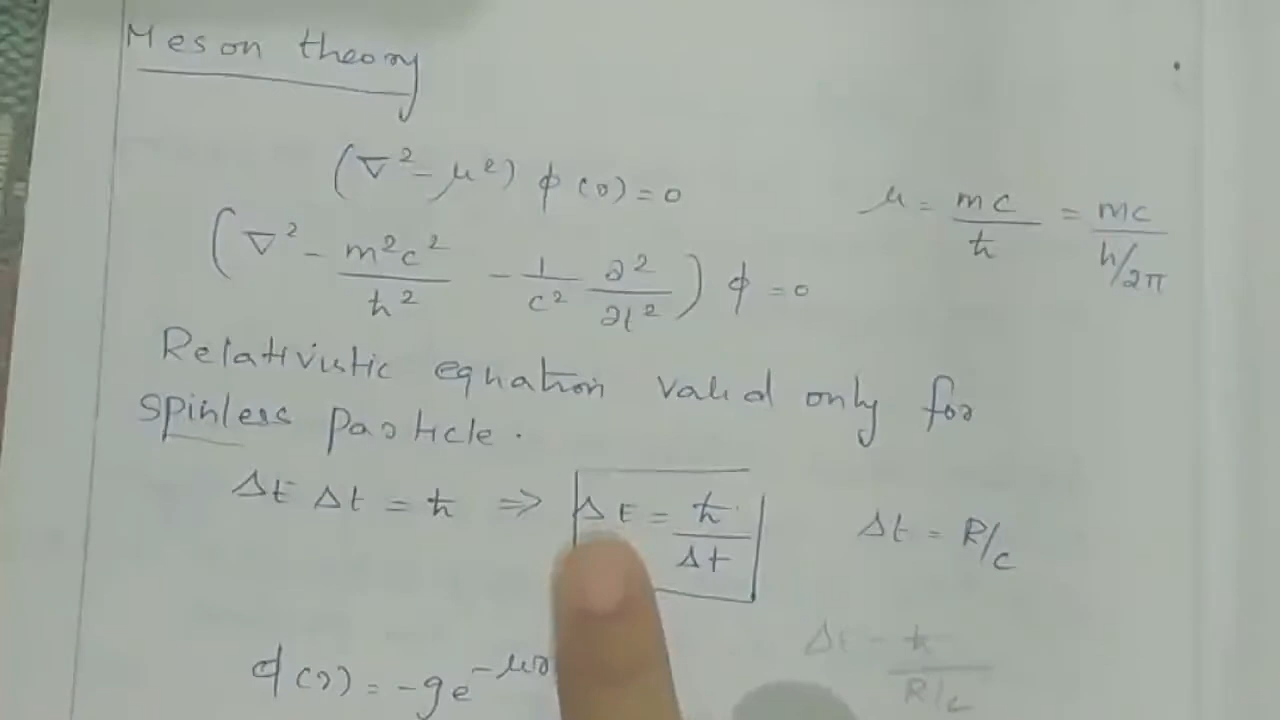 Meson theory
(∇² - μ²) φ(r) = 0
μ = mc/ħ = mc/h/2π
(∇² - m²c²/ħ² - 1/c² ∂²/∂t²) φ = 0
Relativistic equation valid only for
spinless particle.
ΔE Δt = ħ ⇒ ΔE = ħ/Δt
Δt = R/c
ΔE = ħ/R/c
φ(r) = -ge^-μr